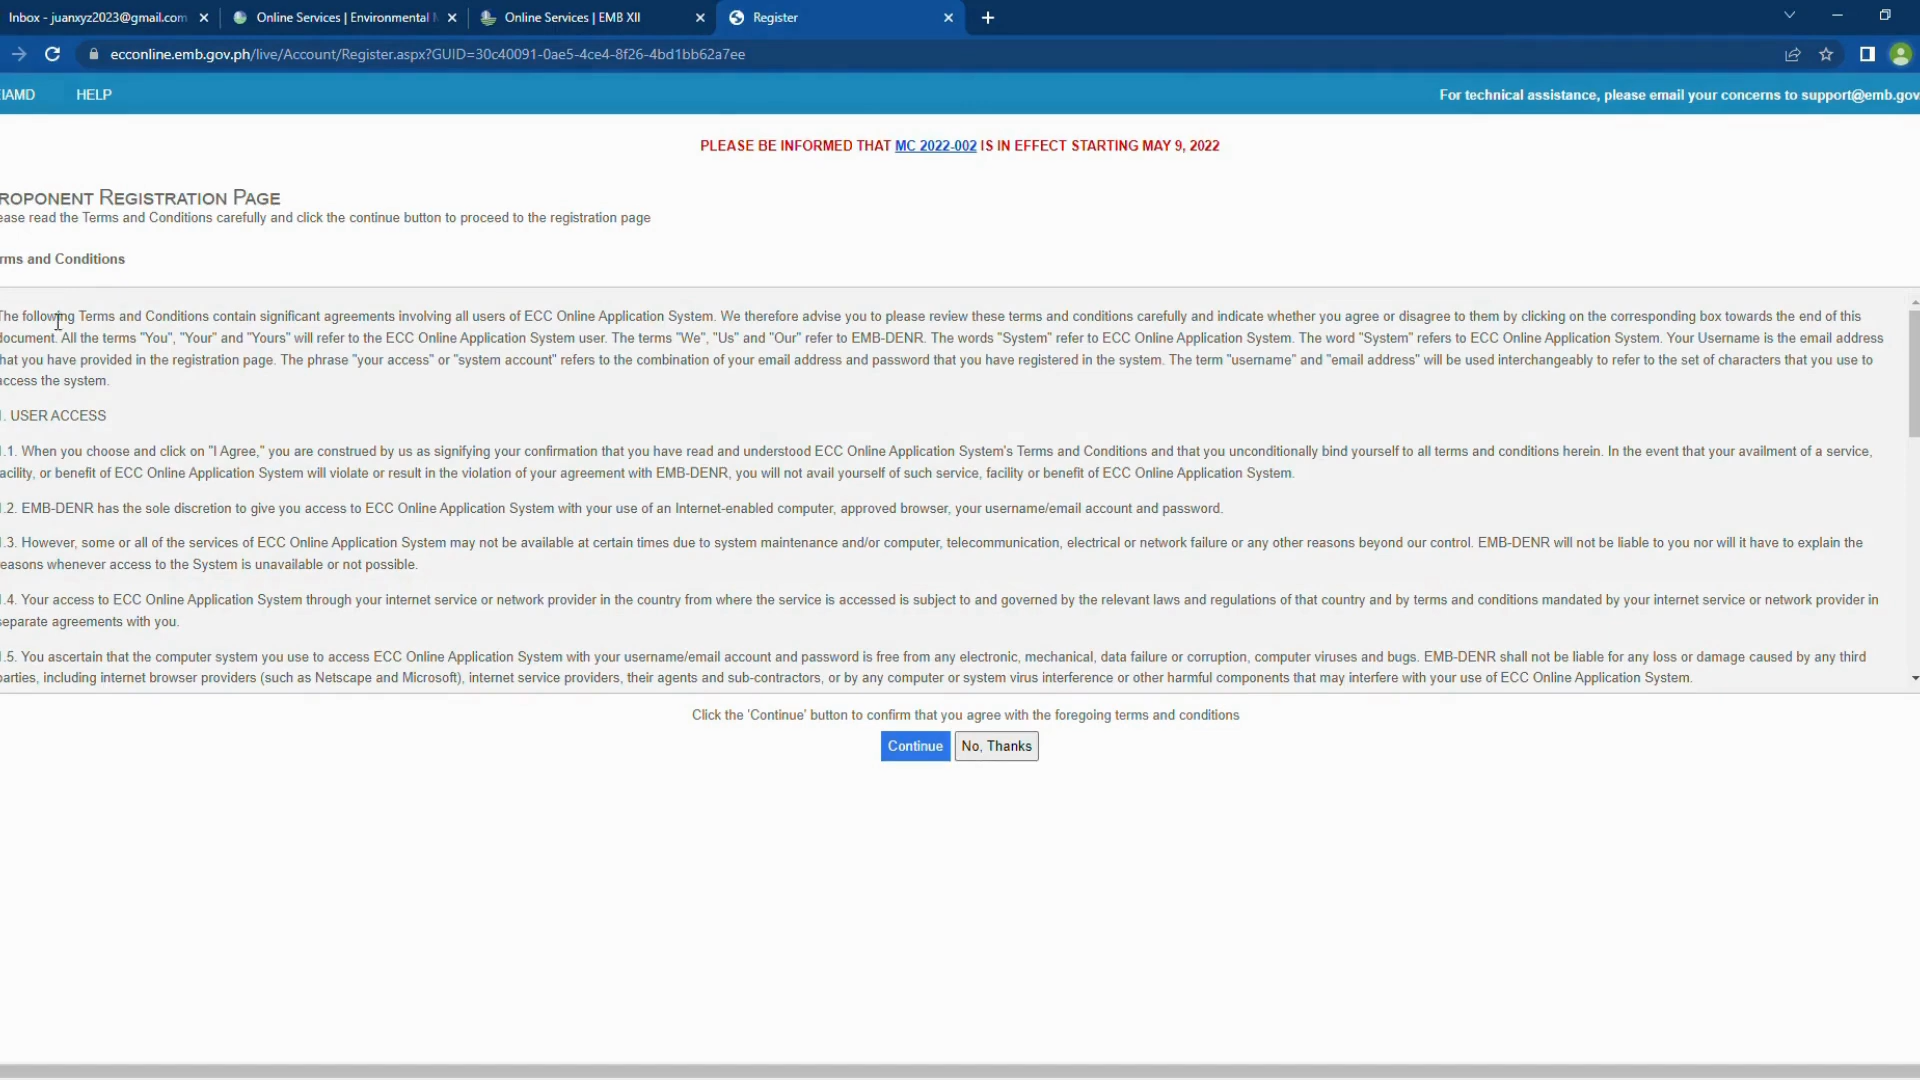 Inbox - juanxyz2023@gmail.com
Online Services | Environmental
Online Services | EMB XII
Register
ecconline.emb.gov.ph/live/Account/Register.aspx?GUID=30c40091-0ae5-4ce4-8f26-4bd1bb62a7ee
IAMD HELP For technical assistance, please email your concerns to support@emb.gov
PLEASE BE INFORMED THAT MC 2022-002 IS IN EFFECT STARTING MAY 9, 2022
ROPONENT REGISTRATION PAGE
ease read the Terms and Conditions carefully and click the continue button to proceed to the registration page
rms and Conditions
The following Terms and Conditions contain significant agreements involving all users of ECC Online Application System. We therefore advise you to please review these terms and conditions carefully and indicate whether you agree or disagree to them by clicking on the corresponding box towards the end of this
document. All the terms "You", "Your" and "Yours" will refer to the ECC Online Application System user. The terms "We", "Us" and "Our" refer to EMB-DENR. The words "System" refer to ECC Online Application System. The word "System" refers to ECC Online Application System. Your Username is the email address
hat you have provided in the registration page. The phrase "your access" or "system account" refers to the combination of your email address and password that you have registered in the system. The term "username" and "email address" will be used interchangeably to refer to the set of characters that you use to
access the system.
. USER ACCESS
.1. When you choose and click on "I Agree," you are construed by us as signifying your confirmation that you have read and understood ECC Online Application System's Terms and Conditions and that you unconditionally bind yourself to all terms and conditions herein. In the event that your availment of a service,
acility, or benefit of ECC Online Application System will violate or result in the violation of your agreement with EMB-DENR, you will not avail yourself of such service, facility or benefit of ECC Online Application System.
.2. EMB-DENR has the sole discretion to give you access to ECC Online Application System with your use of an Internet-enabled computer, approved browser, your username/email account and password.
.3. However, some or all of the services of ECC Online Application System may not be available at certain times due to system maintenance and/or computer, telecommunication, electrical or network failure or any other reasons beyond our control. EMB-DENR will not be liable to you nor will it have to explain the
easons whenever access to the System is unavailable or not possible.
.4. Your access to ECC Online Application System through your internet service or network provider in the country from where the service is accessed is subject to and governed by the relevant laws and regulations of that country and by terms and conditions mandated by your internet service or network provider in
separate agreements with you.
.5. You ascertain that the computer system you use to access ECC Online Application System with your username/email account and password is free from any electronic, mechanical, data failure or corruption, computer viruses and bugs. EMB-DENR shall not be liable for any loss or damage caused by any third
parties, including internet browser providers (such as Netscape and Microsoft), internet service providers, their agents and sub-contractors, or by any computer or system virus interference or other harmful components that may interfere with your use of ECC Online Application System.
Click the 'Continue' button to confirm that you agree with the foregoing terms and conditions
Continue No, Thanks